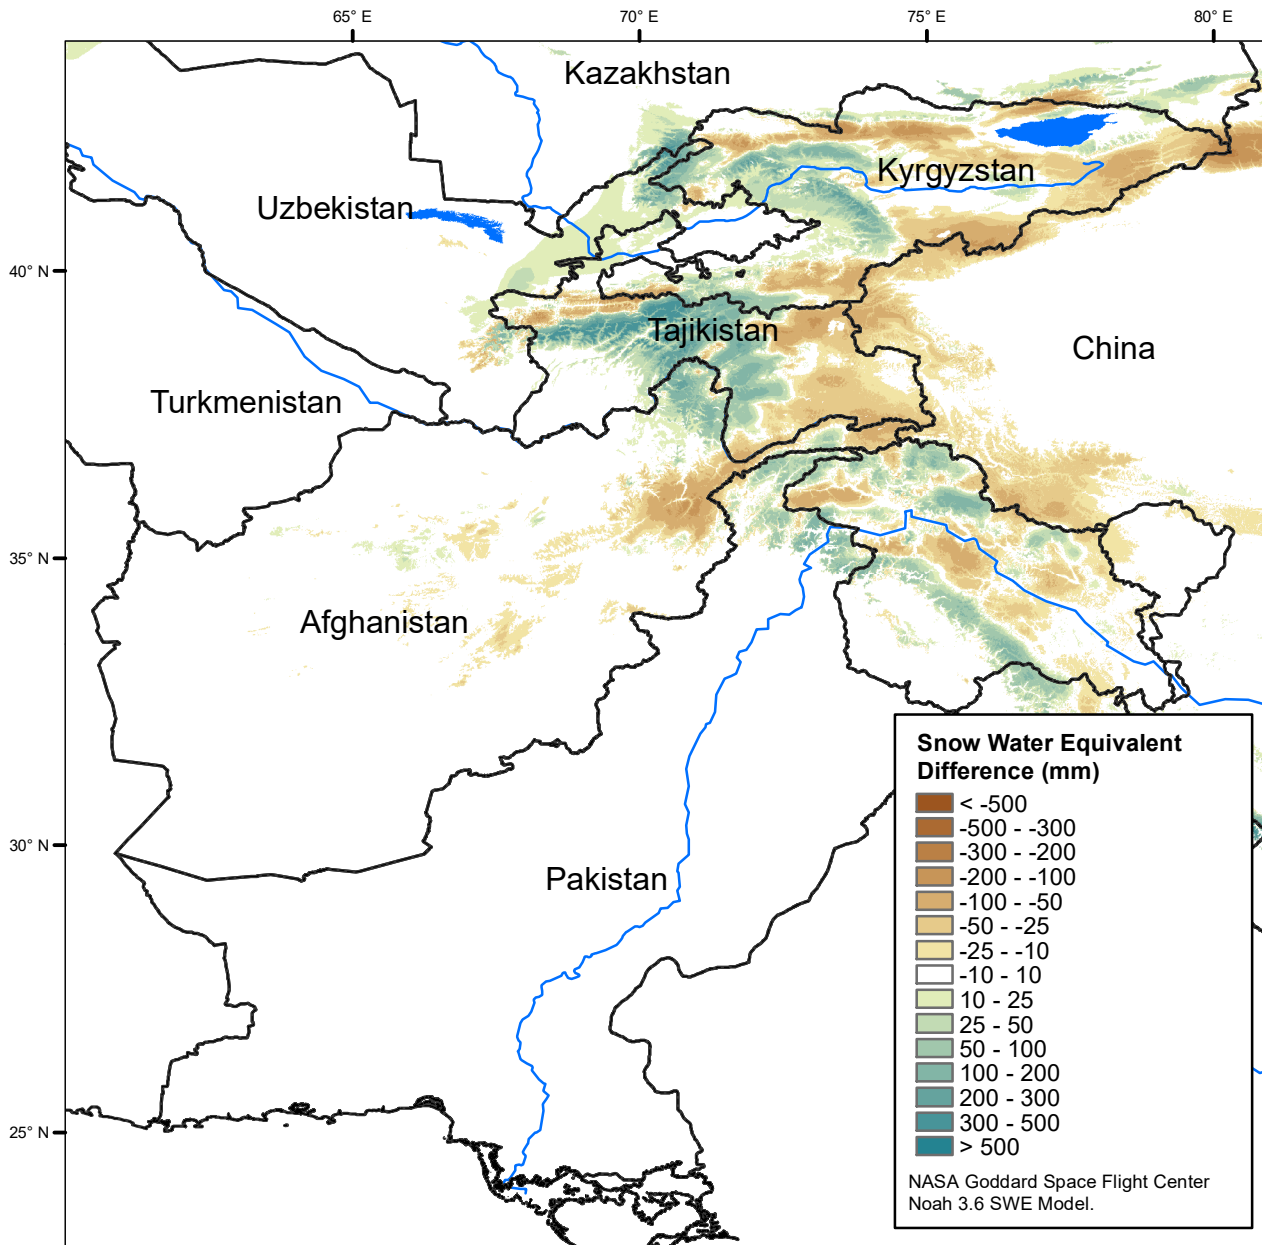 65° E
70° E
75° E
80° E
Kazakhstan
Kyrgyzstan
Uzbekistan
40° N
Tajikistan
China
Turkmenistan
35° N
Afghanistan
30° N
Pakistan
25° N
Snow Water Equivalent
Difference (mm)
< -500
-500 - -300
-300 - -200
-200 - -100
-100 - -50
-50 - -25
-25 - -10
-10 - 10
10 - 25
25 - 50
50 - 100
100 - 200
200 - 300
300 - 500
> 500
NASA Goddard Space Flight Center
Noah 3.6 SWE Model.